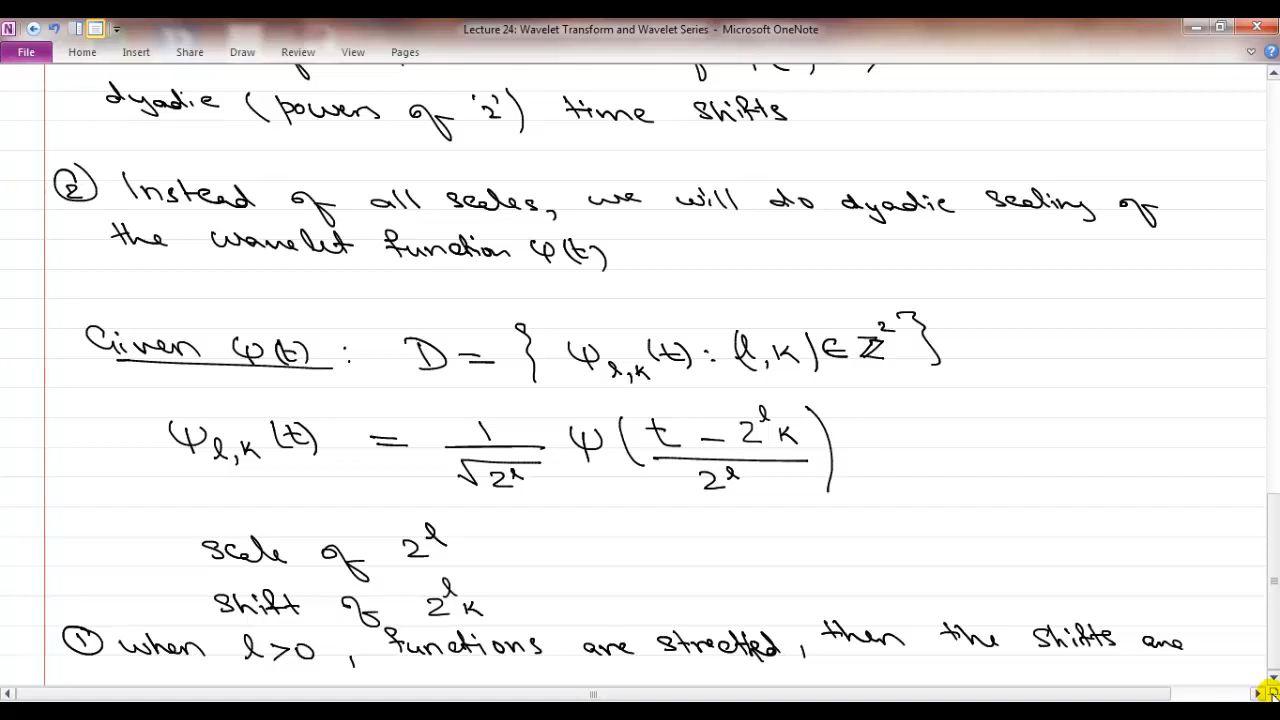 Lecture 24: Wavelet Transform and Wavelet Series - Microsoft OneNote
File Home Insert Share Draw Review View Pages
dyadic (powers of '2') time shifts
② Instead of all scales, we will do dyadic scaling of
the wavelet function ψ(t)
Given ψ(t) : D = { ψ_{l,k}(t) : (l,k) ∈ ℤ² }
ψ_{l,k}(t) = 1/√2^l ψ( (t - 2^l k) / 2^l )
scale of 2^l
shift of 2^l k
① when l>0, functions are stretched, then the shifts are